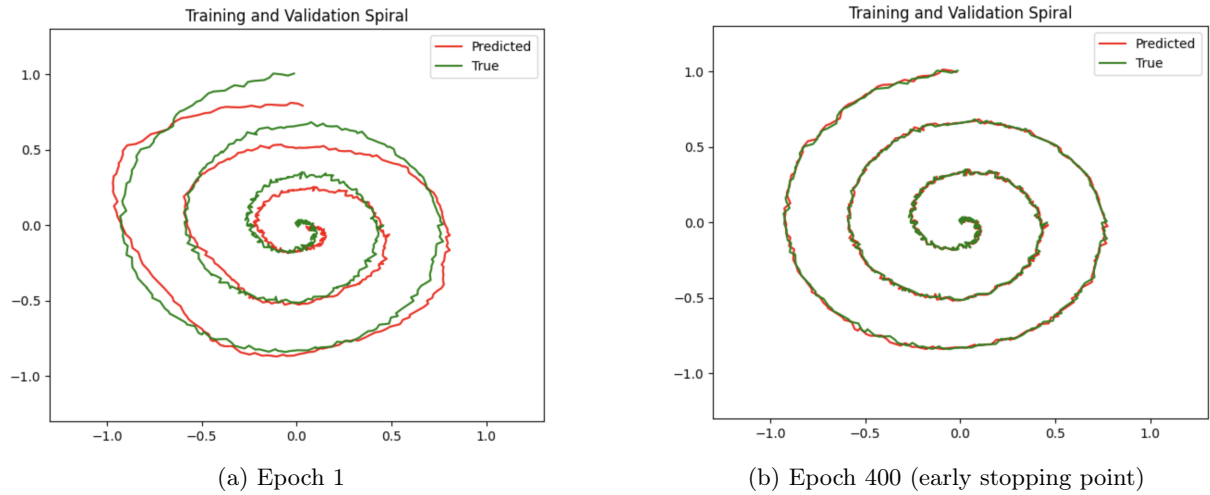 Training and Validation Spiral
Predicted
True
1.0
0.5
0.0
−0.5
−1.0
−1.0 −0.5 0.0 0.5 1.0
(a) Epoch 1
Training and Validation Spiral
Predicted
True
1.0
0.5
0.0
−0.5
−1.0
−1.0 −0.5 0.0 0.5 1.0
(b) Epoch 400 (early stopping point)